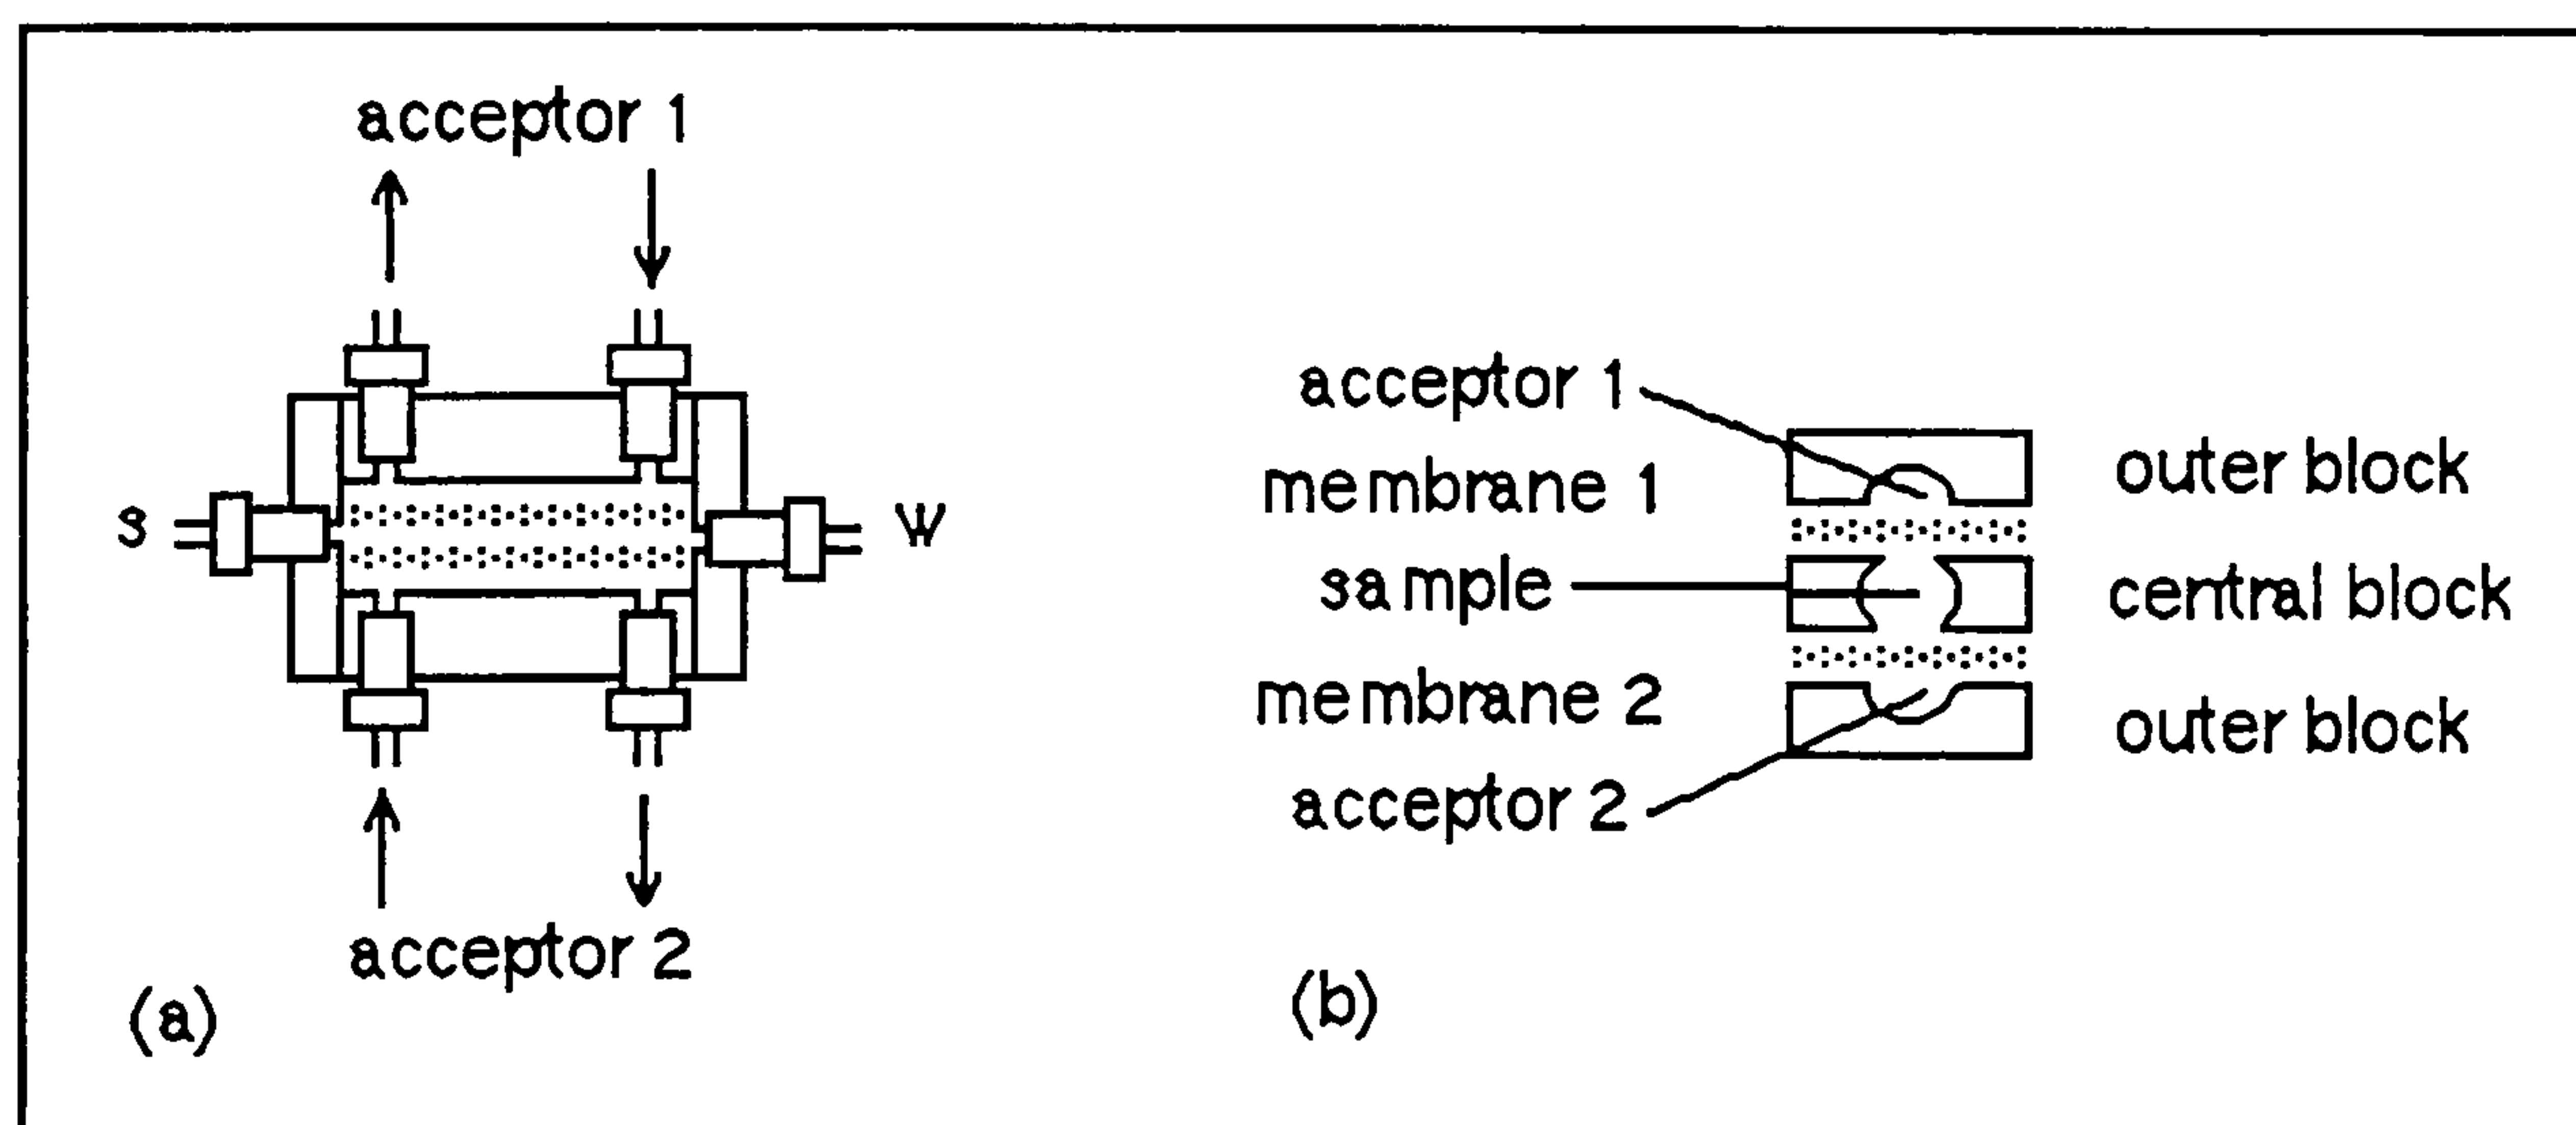 acceptor 1
S
W
acceptor 2
(a)
acceptor 1
outer block
membrane 1
sample
central block
membrane 2
outer block
acceptor 2
(b)